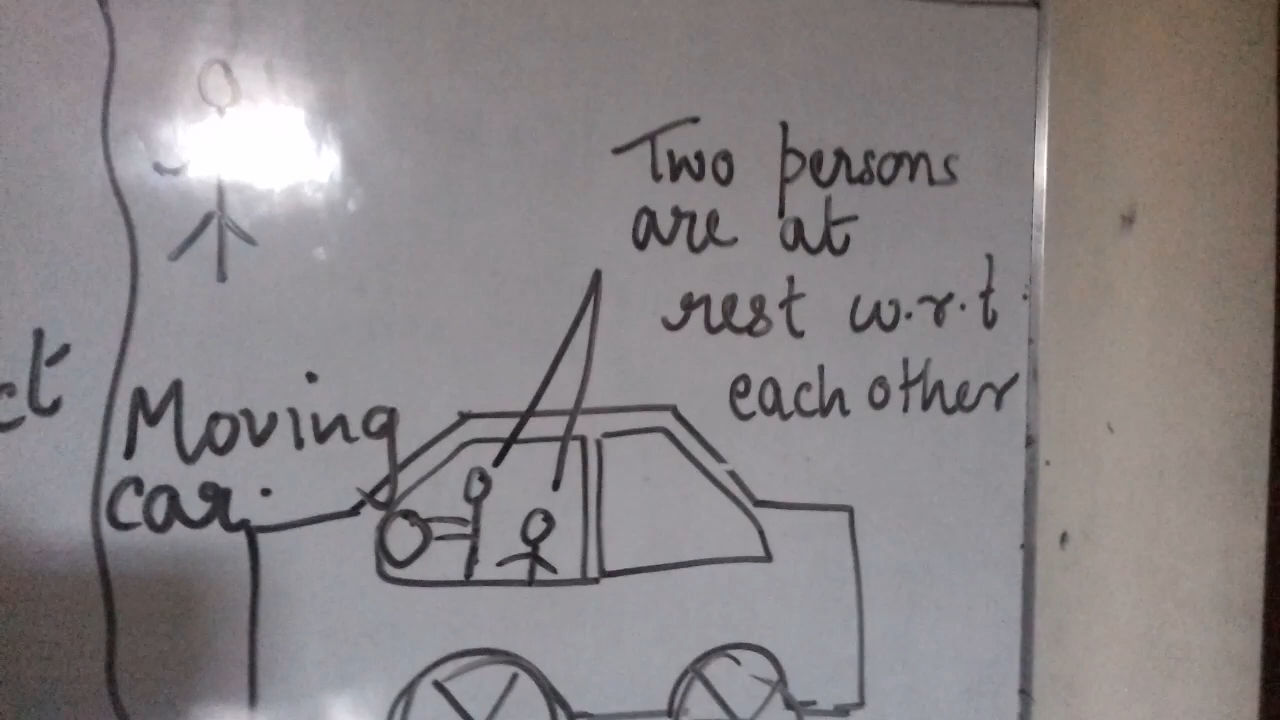 Two persons
are at
rest w.r.t
each other
Moving
car.